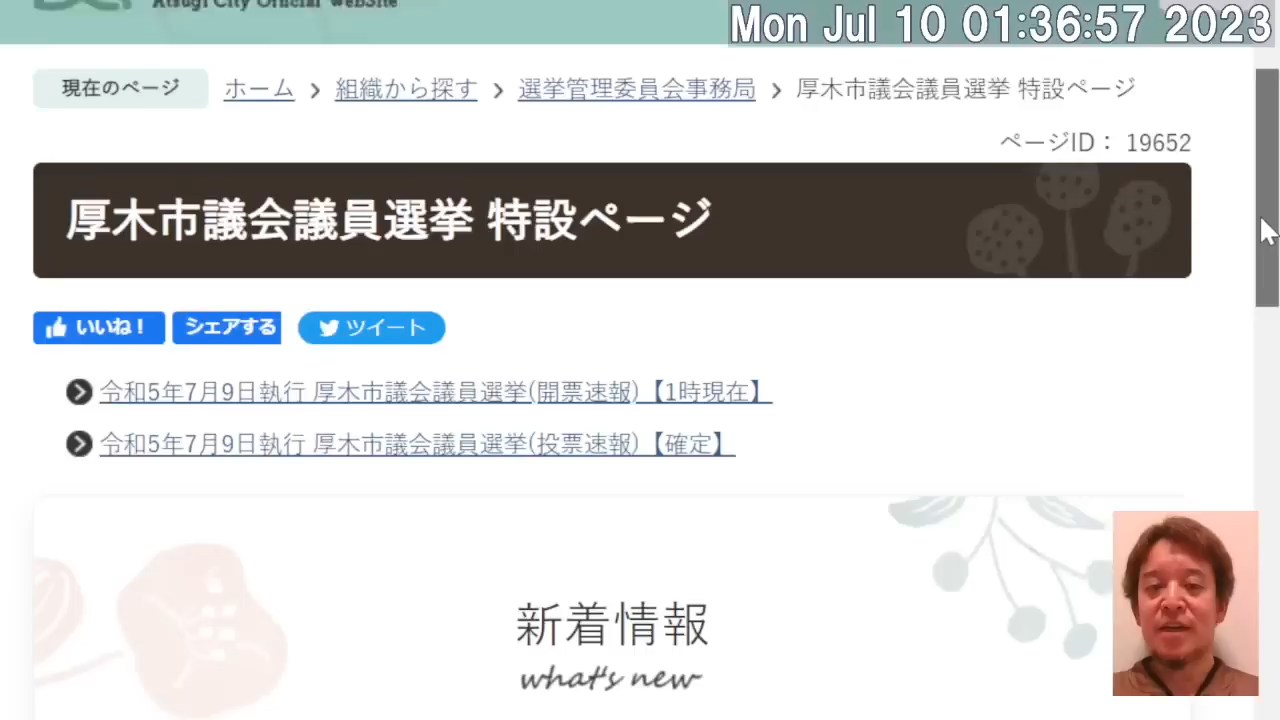 Atsugi City Official WebSite
Mon Jul 10 01:36:57 2023
現在のページ ホーム > 組織から探す > 選挙管理委員会事務局 > 厚木市議会議員選挙 特設ページ
ページID： 19652
厚木市議会議員選挙 特設ページ
いいね！ シェアする ツイート
令和5年7月9日執行 厚木市議会議員選挙(開票速報)【1時現在】
令和5年7月9日執行 厚木市議会議員選挙(投票速報)【確定】
新着情報
what's new